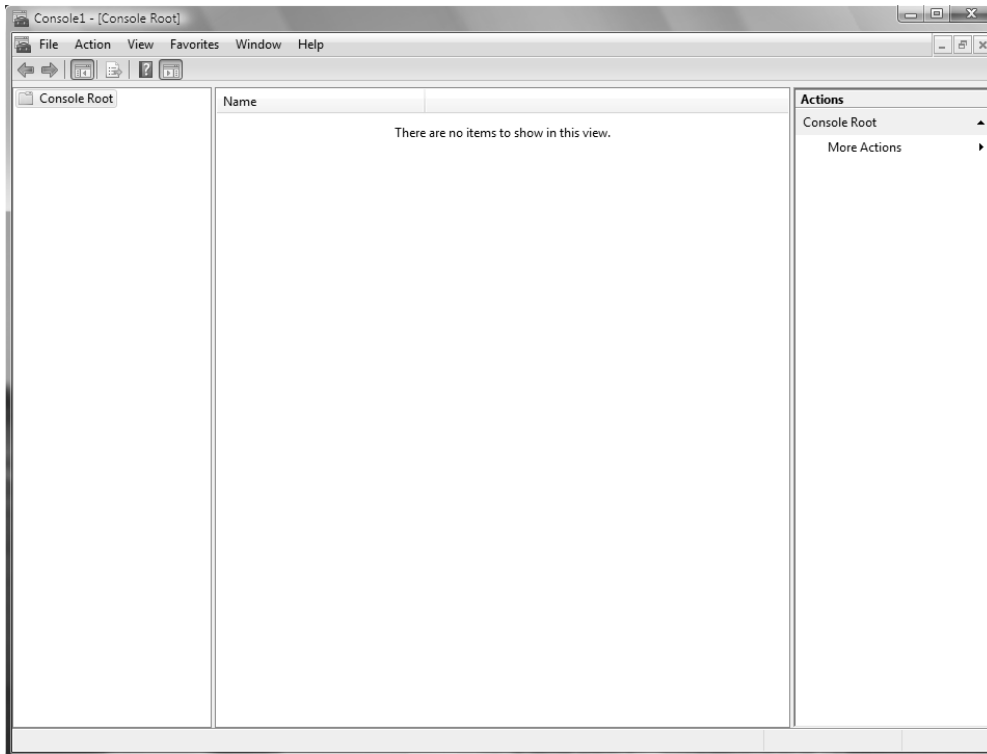 Console1 - [Console Root]
File Action View Favorites Window Help
Console Root
Name
There are no items to show in this view.
Actions
Console Root
More Actions